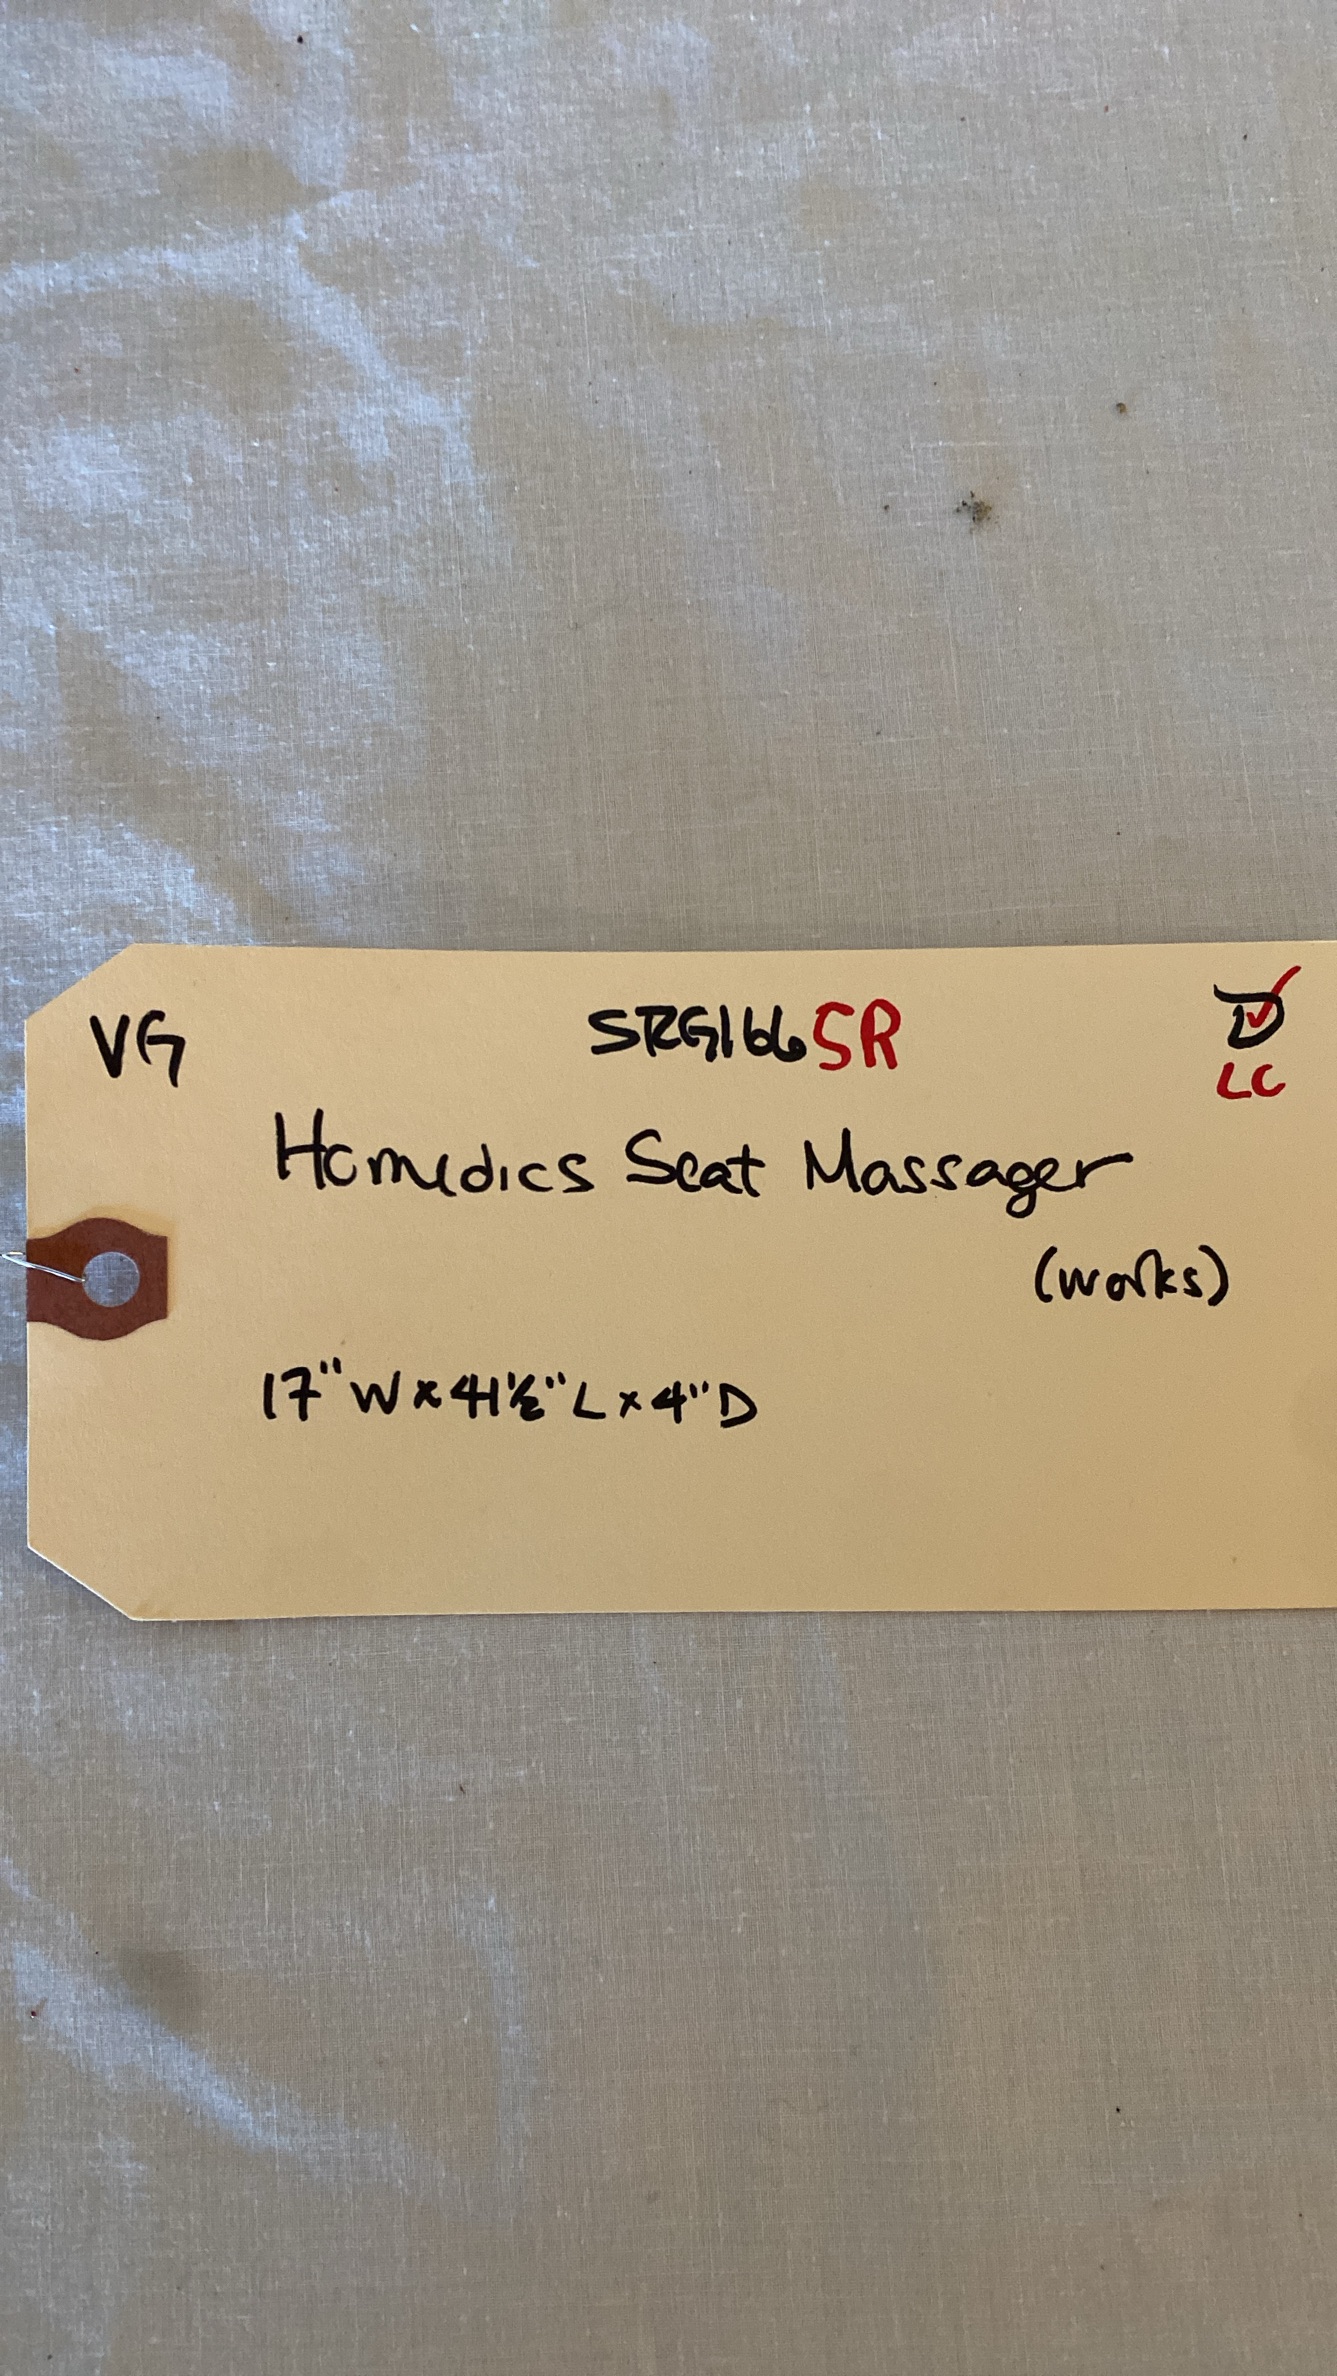 VG SRG166SR D✓
LC
Homedics Seat Massager
(works)
17" W x 41½" L x 4" D